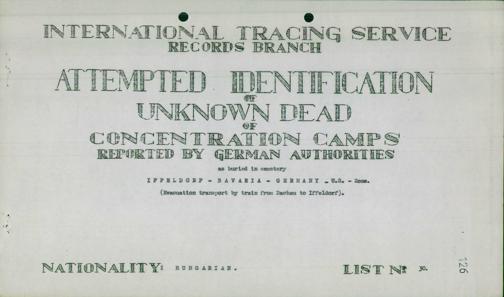 INTERNATIONAL TRACING SERVICE
RECORDS BRANCH
ATTEMPTED IDENTIFICATION
OF
UNKNOWN DEAD
OF
CONCENTRATION CAMPS
REPORTED BY GERMAN AUTHORITIES
as buried in cemetery
IFFELDORF - BAVARIA - GERMANY - U.S. - Zone.
(Evacuation transport by train from Dachau to Iffeldorf).
NATIONALITY: HUNGARIAN.
LIST No 30.
126